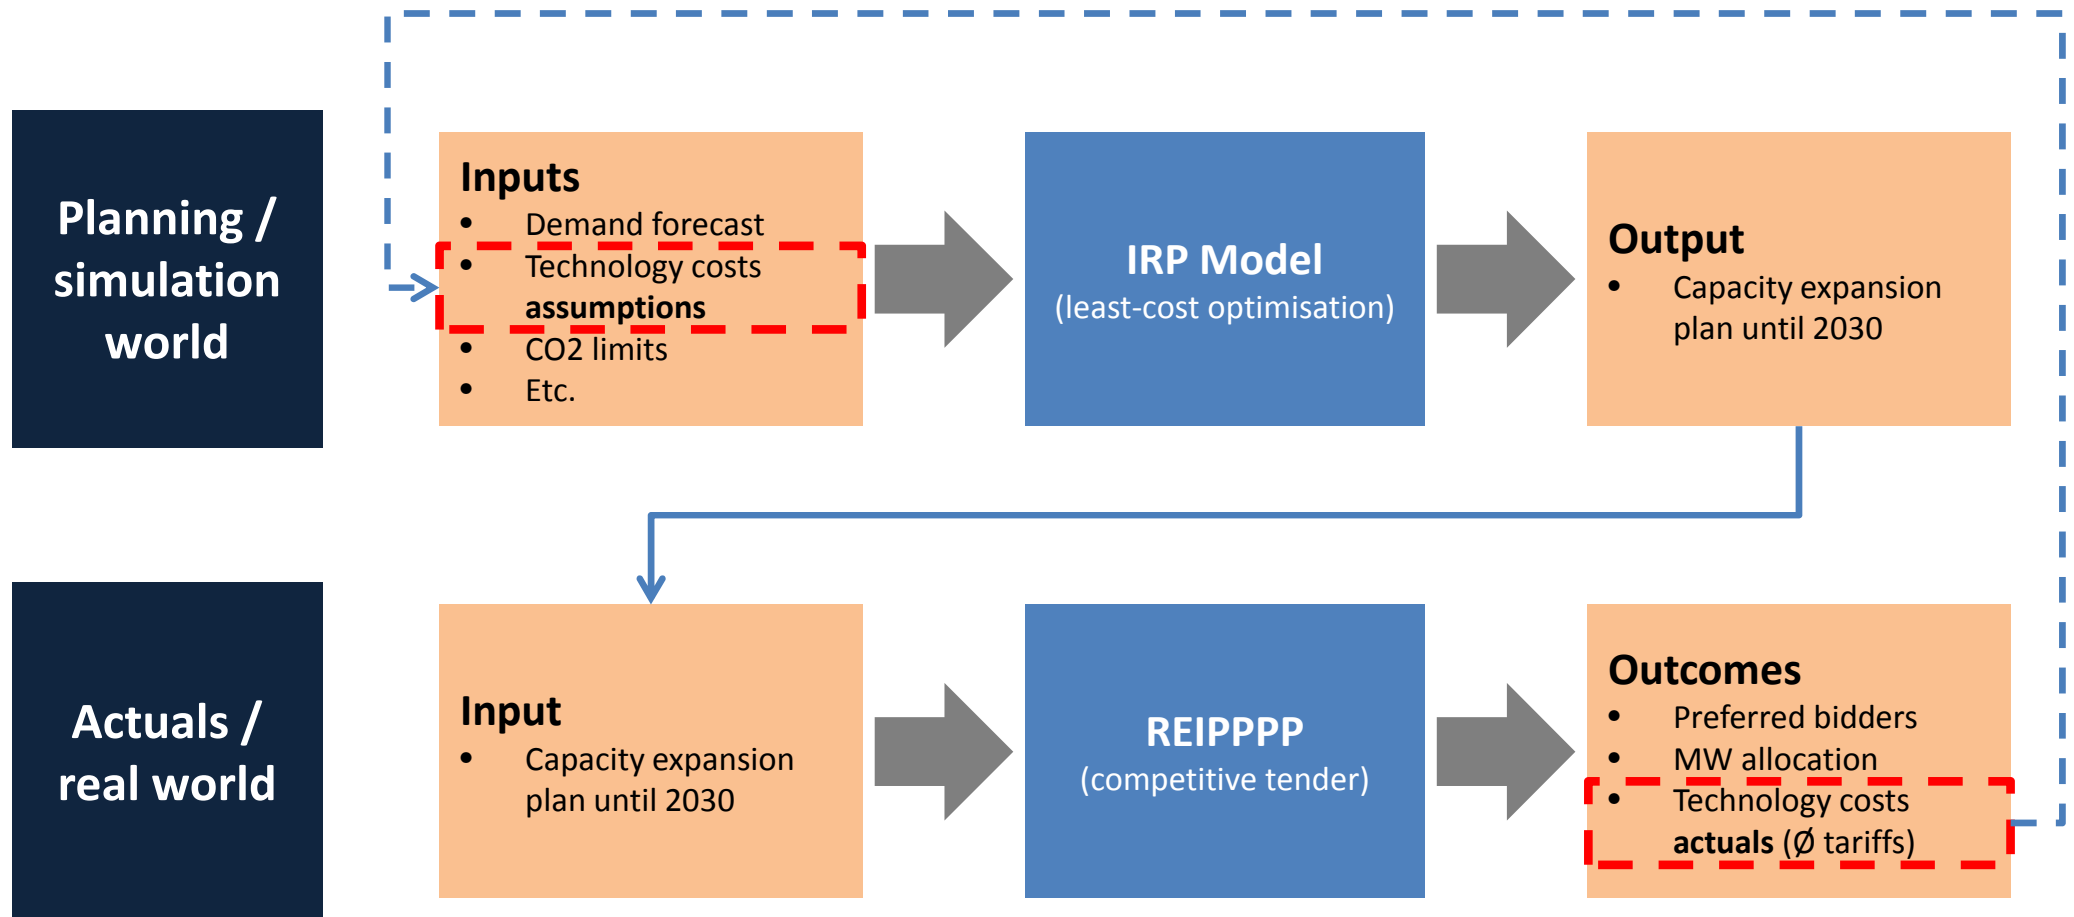 Planning /
simulation
world
Inputs
• Demand forecast
• Technology costs
assumptions
• CO2 limits
• Etc.
IRP Model
(least-cost optimisation)
Output
• Capacity expansion
plan until 2030
Actuals /
real world
Input
• Capacity expansion
plan until 2030
REIPPPP
(competitive tender)
Outcomes
• Preferred bidders
• MW allocation
• Technology costs
actuals (Ø tariffs)